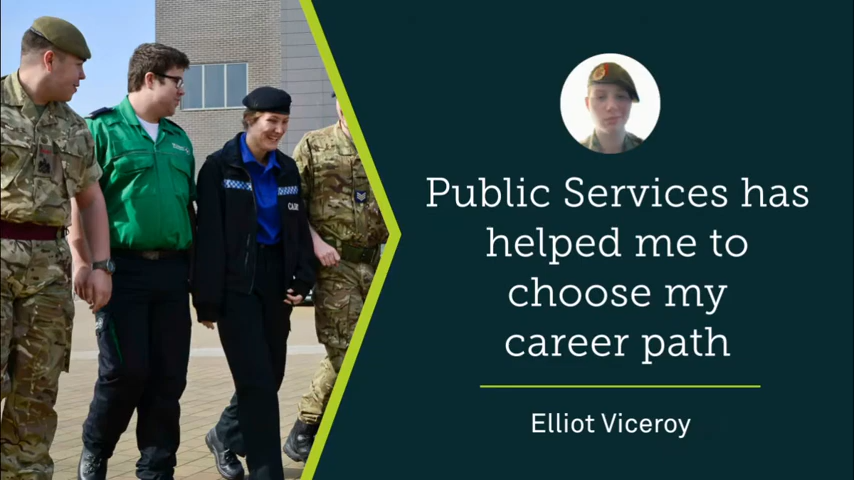 Public Services has
helped me to
choose my
career path
Elliot Viceroy